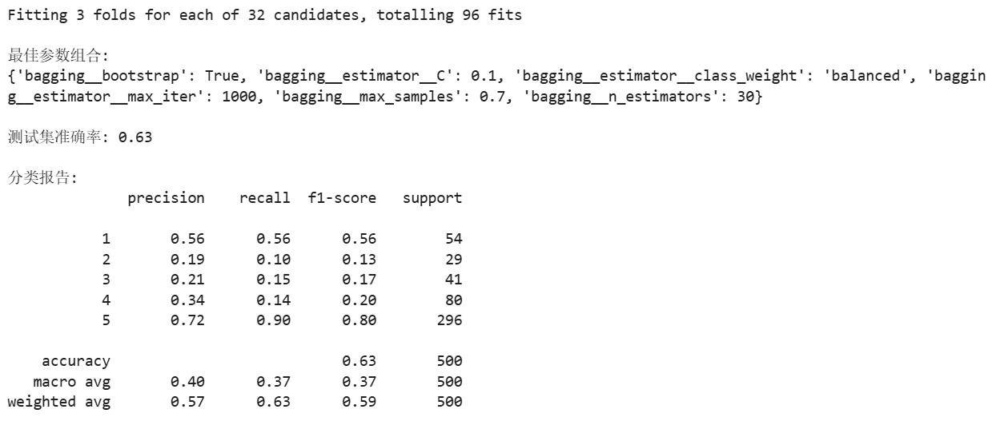 Fitting 3 folds for each of 32 candidates, totalling 96 fits
最佳参数组合:
{'bagging__bootstrap': True, 'bagging__estimator__C': 0.1, 'bagging__estimator__class_weight': 'balanced', 'baggin
g__estimator__max_iter': 1000, 'bagging__max_samples': 0.7, 'bagging__n_estimators': 30}
测试集准确率: 0.63
分类报告:
precision recall f1-score support
1 0.56 0.56 0.56 54
2 0.19 0.10 0.13 29
3 0.21 0.15 0.17 41
4 0.34 0.14 0.20 80
5 0.72 0.90 0.80 296
accuracy 0.63 500
macro avg 0.40 0.37 0.37 500
weighted avg 0.57 0.63 0.59 500